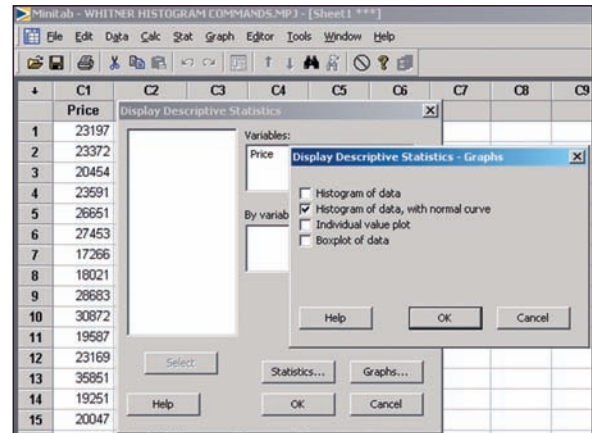 Minitab - WHITNER HISTOGRAM COMMANDS.MPJ - [Sheet1 ***]
File Edit Data Calc Stat Graph Editor Tools Window Help
↓ C1 C2 C3 C4 C5 C6 C7 C8 C9
Price
1 23197
2 23372
3 20454
4 23591
5 26651
6 27453
7 17266
8 18021
9 28683
10 30872
11 19587
12 23169
13 35851
14 19251
15 20047
Display Descriptive Statistics
Variables:
Price
By variab
Select
Statistics...
Graphs...
Help
OK
Cancel
Display Descriptive Statistics - Graphs
Histogram of data
Histogram of data, with normal curve
Individual value plot
Boxplot of data
Help
OK
Cancel